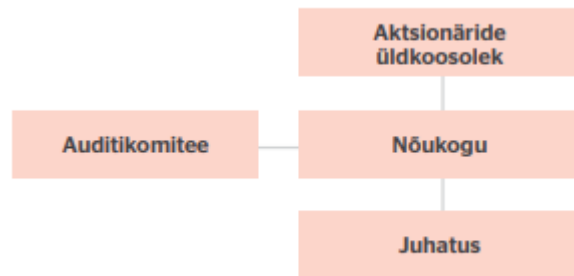 Aktsionäride
üldkoosolek
Auditikomitee
Nõukogu
Juhatus